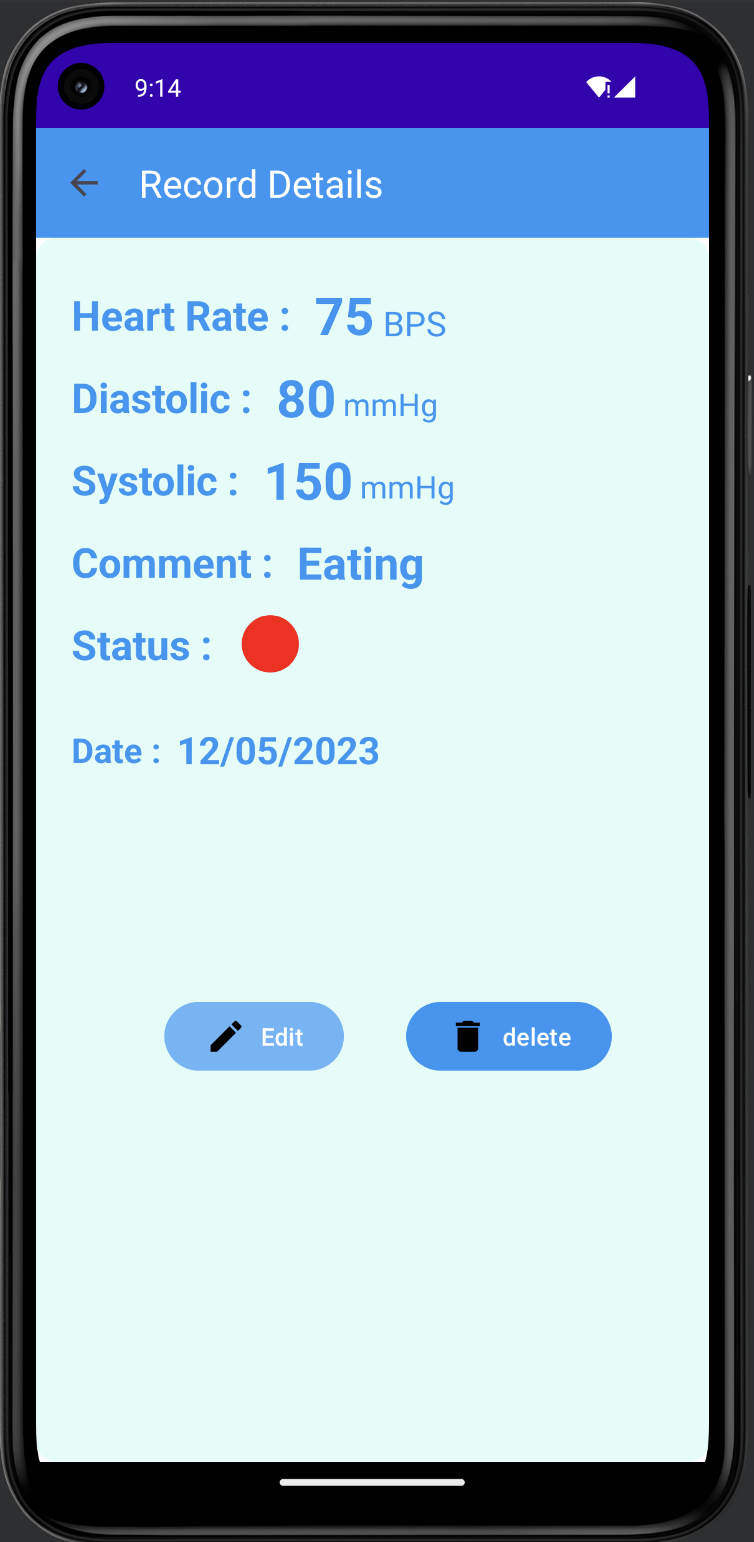 9:14
Record Details
Heart Rate : 75 BPS
Diastolic : 80 mmHg
Systolic : 150 mmHg
Comment : Eating
Status :
Date : 12/05/2023
Edit delete